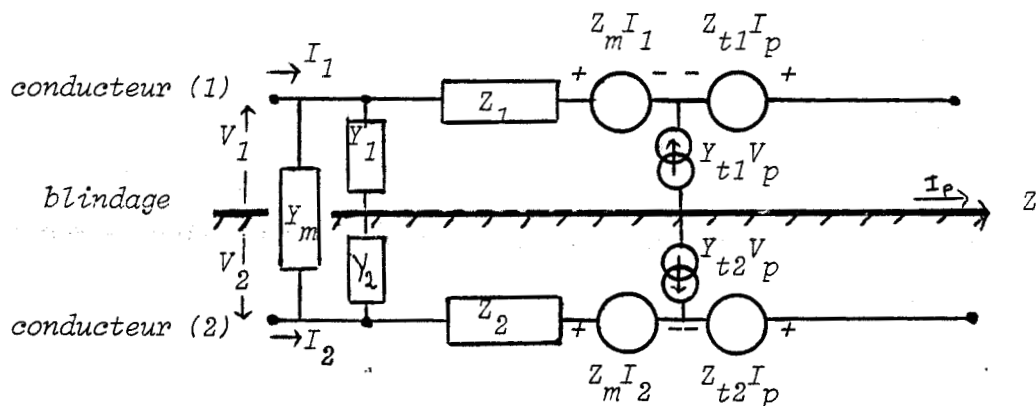 Z_m I_1 Z_t1 I_p
I_1
conducteur (1)
+ - - +
Z_1
V_1 Y_1 Y_t1 V_p
blindage Y_m I_p Z
V_2 Y_2 Y_t2 V_p
conducteur (2) Z_2
+ - - +
I_2
Z_m I_2 Z_t2 I_p